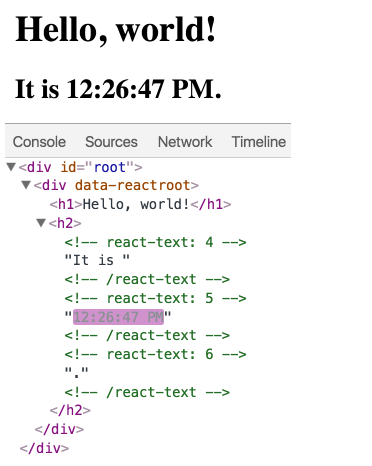 Hello, world!
It is 12:26:47 PM.
Console Sources Network Timeline
▼<div id="root">
▼<div data-reactroot>
<h1>Hello, world!</h1>
▼<h2>
<!-- react-text: 4 -->
"It is "
<!-- /react-text -->
<!-- react-text: 5 -->
"12:26:47 PM"
<!-- /react-text -->
<!-- react-text: 6 -->
"."
<!-- /react-text -->
</h2>
</div>
</div>